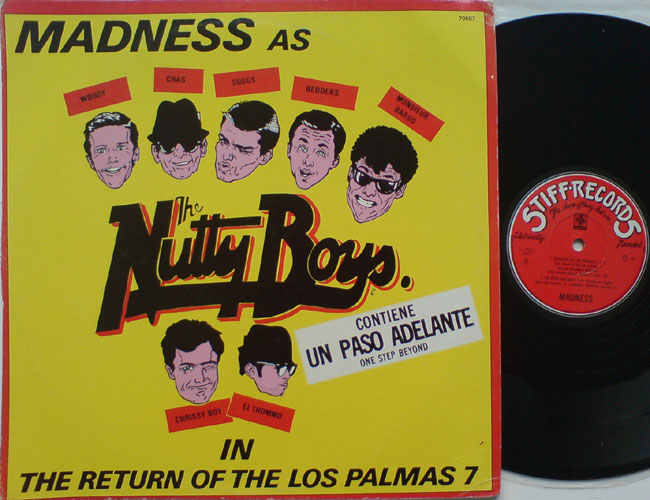 79507
MADNESS AS
WOODY
CHAS
SUGGS
BEDDERS
MONSIEUR
BARSO
The
Nutty Boys.
CONTIENE
UN PASO ADELANTE
ONE STEP BEYOND
CHRISSY BOY
EL THOMMO
IN
THE RETURN OF THE LOS PALMAS 7
STIFF-RECORDS
A
MADNESS